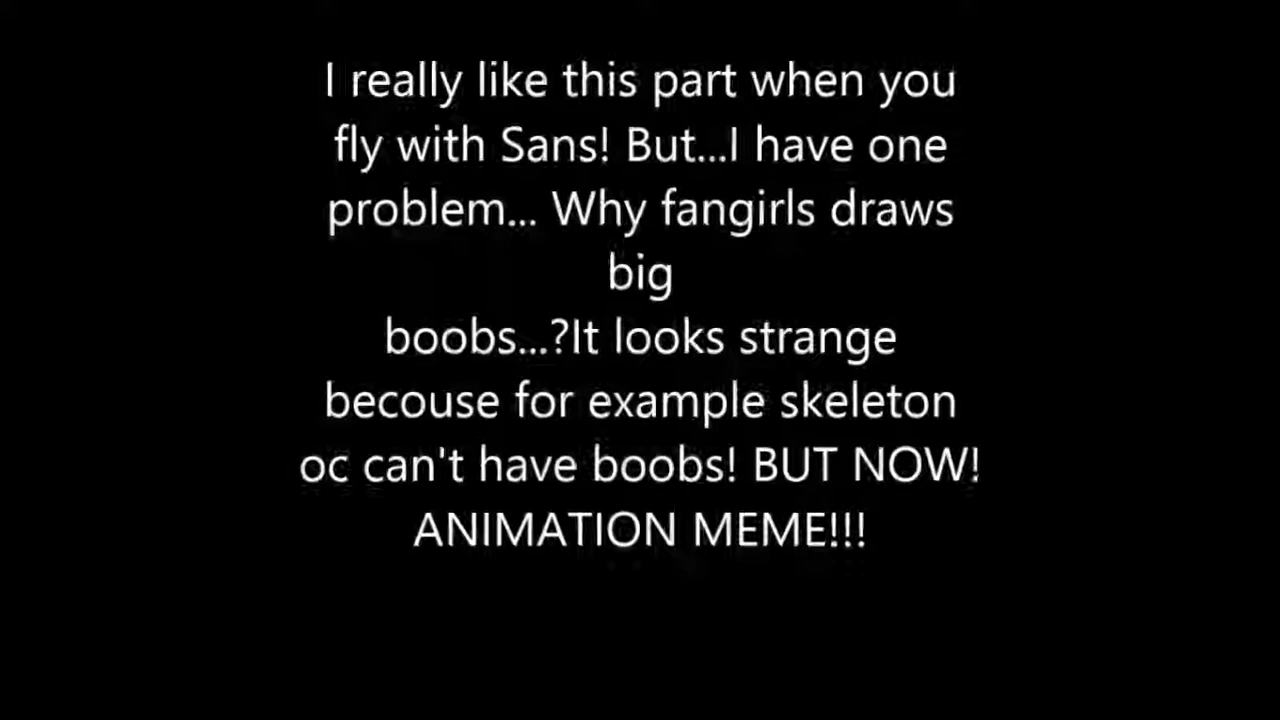 I really like this part when you
fly with Sans! But...I have one
problem... Why fangirls draws
big
boobs...?It looks strange
becouse for example skeleton
oc can't have boobs! BUT NOW!
ANIMATION MEME!!!